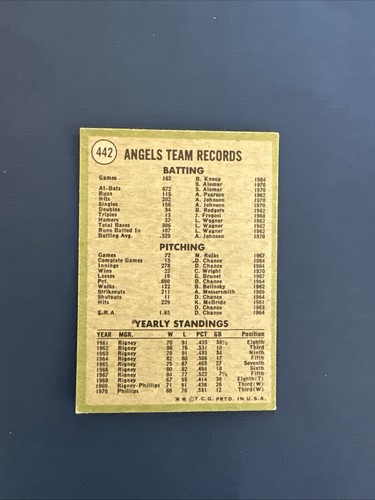 442 ANGELS TEAM RECORDS
BATTING
Games 162 B. Knoop 1964
S. Alomar 1970
At-Bats 672 S. Alomar 1970
Runs 115 A. Pearson 1962
Hits 202 A. Johnson 1970
Singles 156 A. Johnson 1970
Doubles 34 B. Rodgers 1962
Triples 13 J. Fregosi 1968
Homers 37 L. Wagner 1962
Total Bases 306 L. Wagner 1962
Runs Batted In 107 L. Wagner 1962
Batting Avg. .329 A. Johnson 1970
PITCHING
Games 72 M. Rojas 1967
Complete Games 15 D. Chance 1964
Innings 278 D. Chance 1964
Wins 22 C. Wright 1970
Losses 19 G. Brunet 1967
Pct. .690 D. Chance 1964
Walks 122 B. Belinsky 1962
Strikeouts 211 A. Messersmith 1969
Shutouts 11 D. Chance 1964
Hits 229 K. McBride 1961
D. Chance 1963
E.R.A. 1.65 D. Chance 1964
YEARLY STANDINGS
YEAR MGR. W L PCT GB Position
1961 Rigney 70 91 .435 38½ Eighth
1962 Rigney 86 76 .531 10 Third
1963 Rigney 70 91 .435 34 Ninth
1964 Rigney 82 80 .506 17 Fifth
1965 Rigney 75 87 .463 27 Seventh
1966 Rigney 80 82 .494 18 Sixth
1967 Rigney 84 77 .522 7½ Fifth
1968 Rigney 67 95 .414 36 Eighth(T)
1969 Rigney-Phillips 71 91 .438 26 Third(W)
1970 Phillips 86 76 .531 12 Third(W)
★★ © T.C.G. PRTD. IN U.S.A.